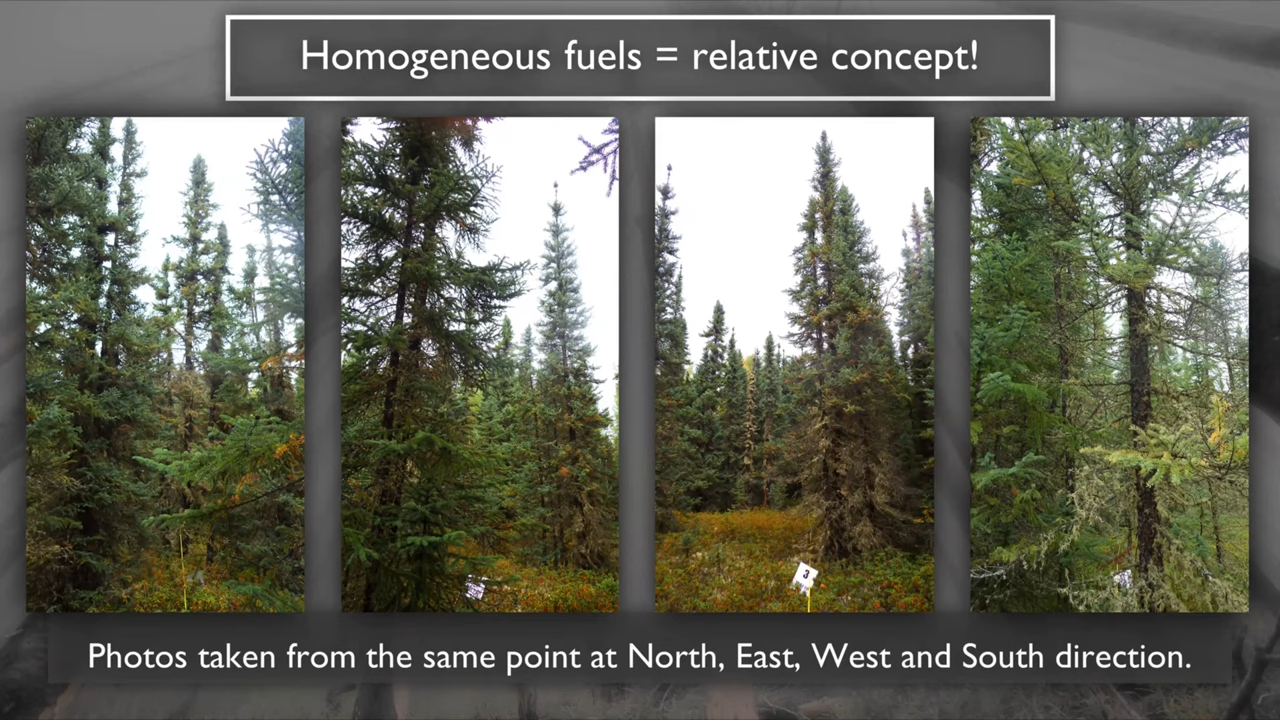 Homogeneous fuels = relative concept!
3
Photos taken from the same point at North, East, West and South direction.